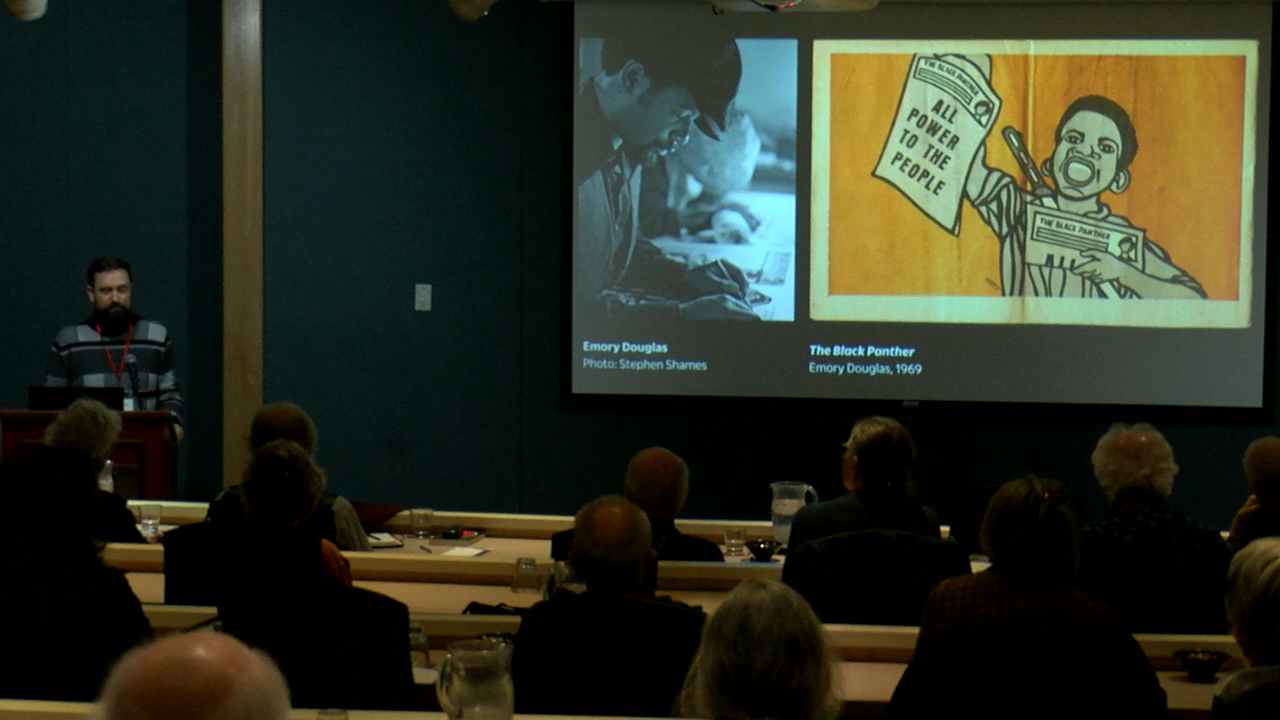 THE BLACK PANTHER
ALL
POWER
TO THE
PEOPLE
THE BLACK PANTHER
Emory Douglas
Photo: Stephen Shames
The Black Panther
Emory Douglas, 1969